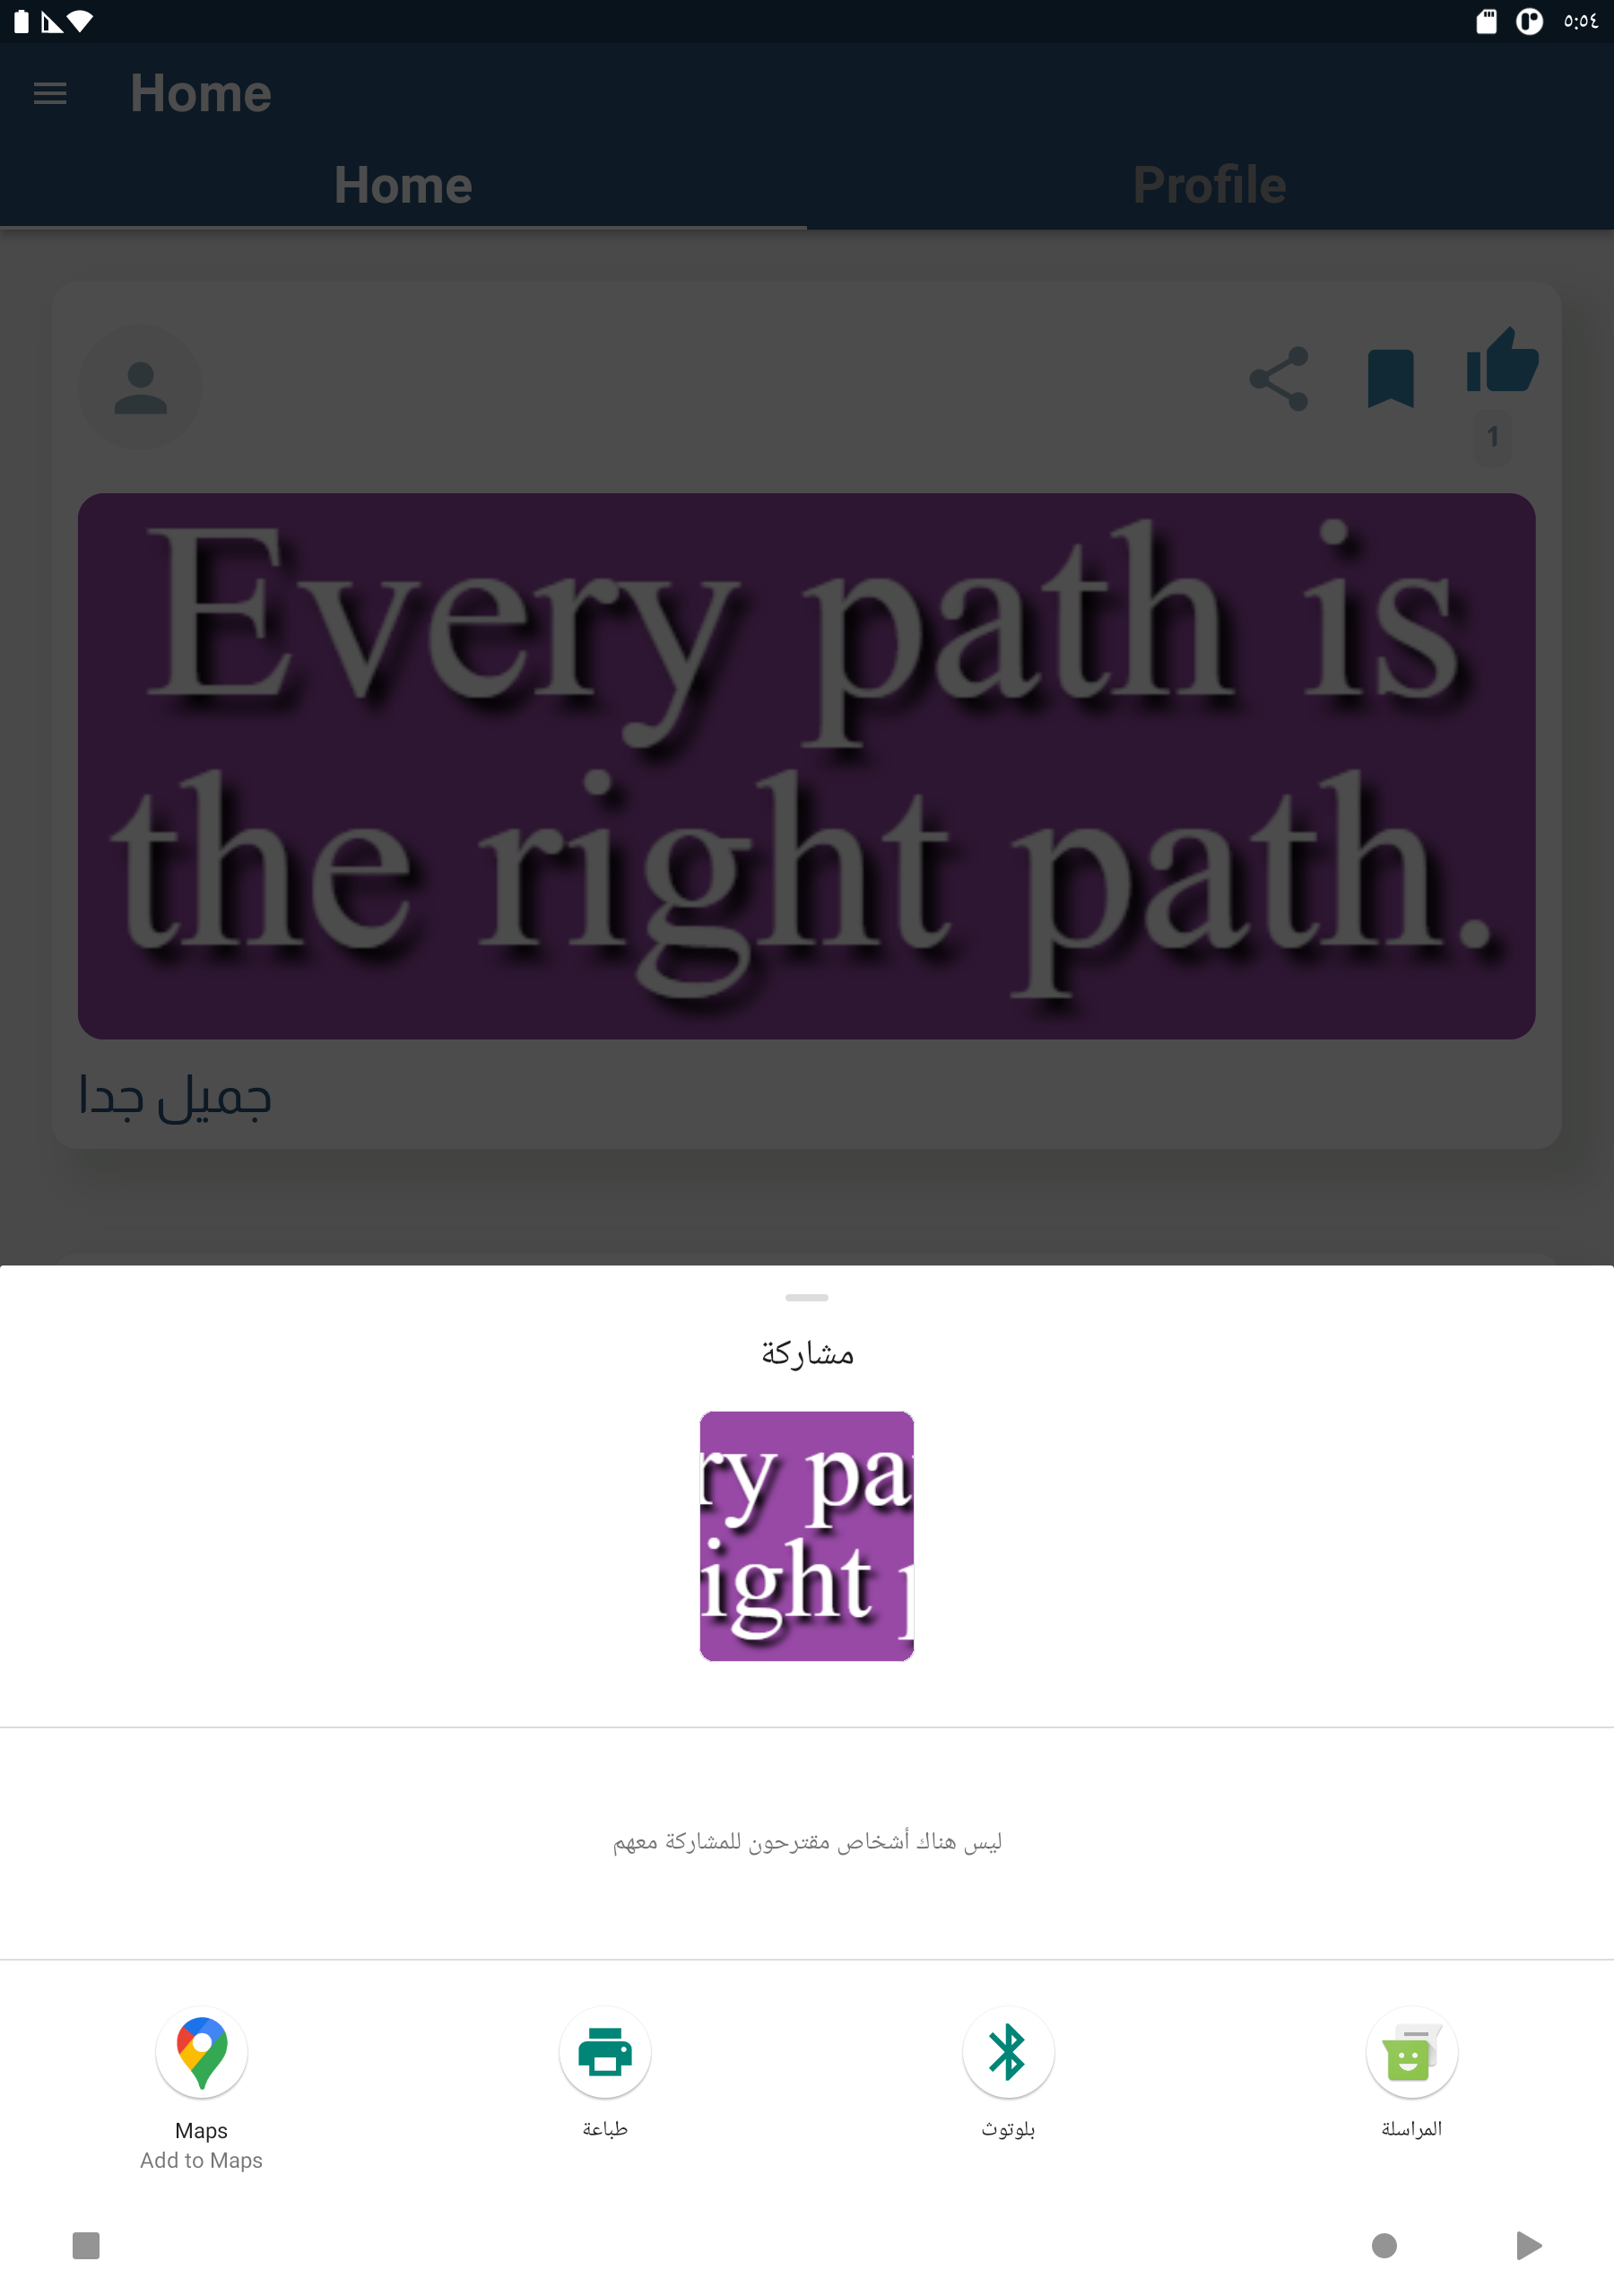 ٥:٥٤
Home
Home
Profile
1
Every path is
the right path.
جميل جدا
مشاركة
ry pa
ight p
ليس هناك أشخاص مقترحون للمشاركة معهم
Maps
Add to Maps
طباعة
بلوتوث
المراسلة